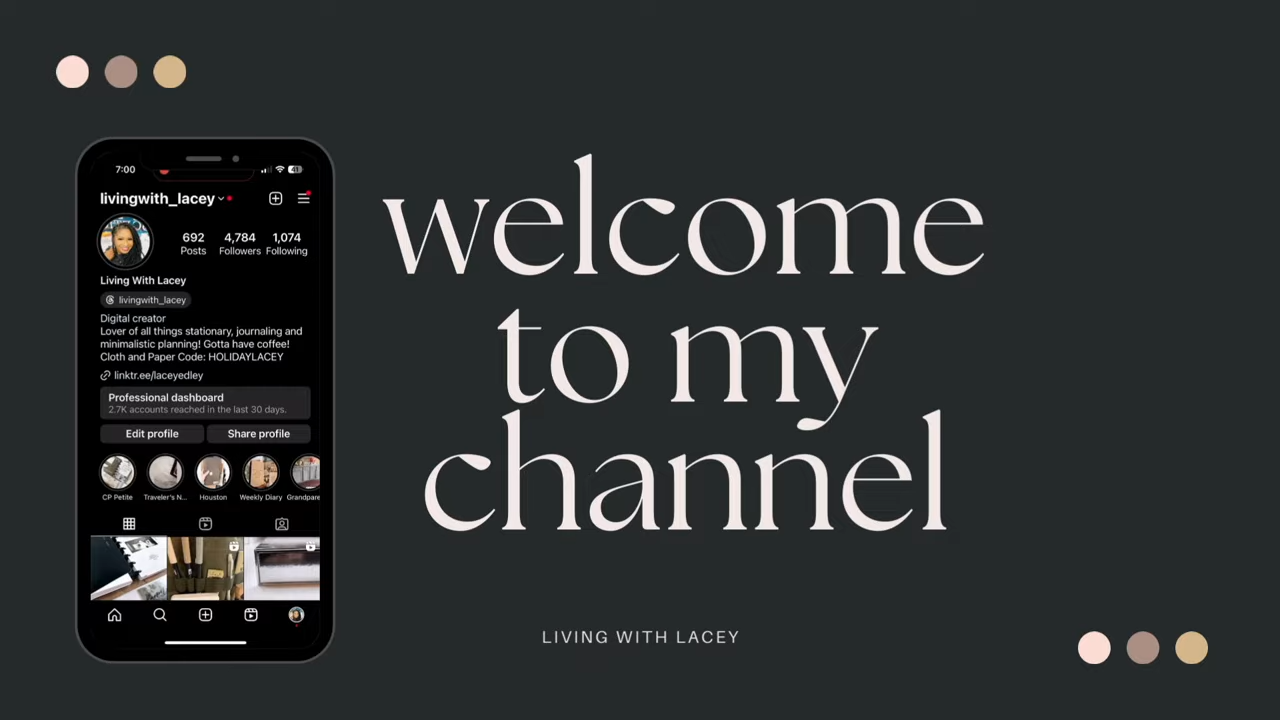 welcome
to my
channel
LIVING WITH LACEY
7:00
livingwith_lacey
692 4,784 1,074
Posts Followers Following
Living With Lacey
livingwith_lacey
Digital creator
Lover of all things stationary, journaling and
minimalistic planning! Gotta have coffee!
Cloth and Paper Code: HOLIDAYLACEY
linktr.ee/laceyedley
Professional dashboard
2.7K accounts reached in the last 30 days.
Edit profile Share profile
CP Petite Traveler's N... Houston Weekly Diary Grandpare